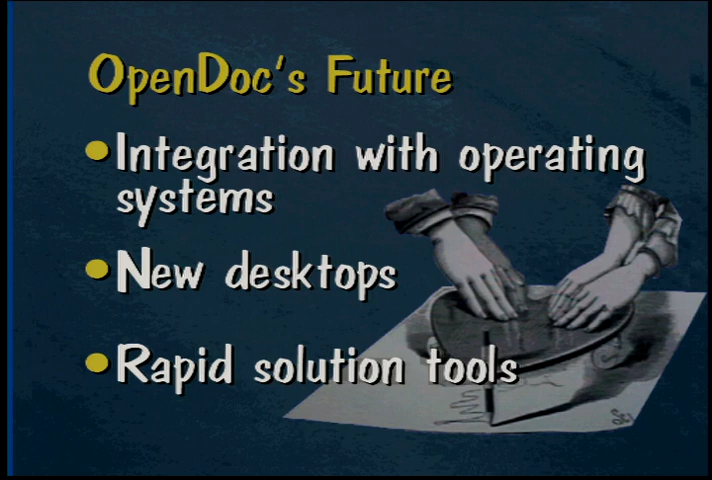 OpenDoc's Future
•Integration with operating
systems
•New desktops
•Rapid solution tools